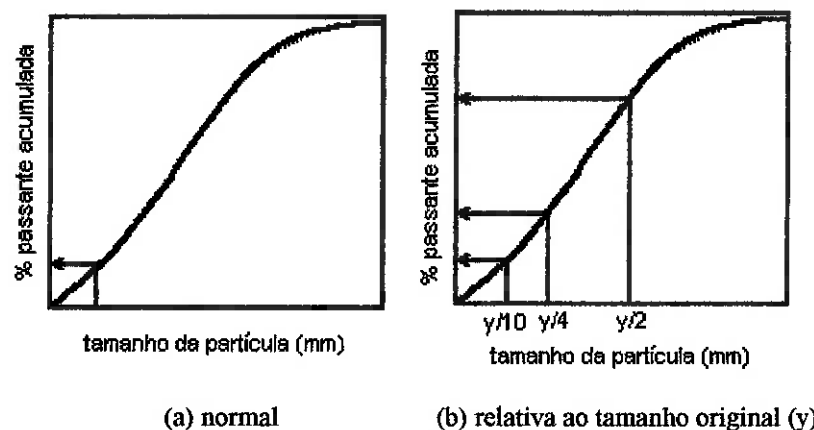 % passante acumulada
tamanho da partícula (mm)
(a) normal
% passante acumulada
y/10 y/4 y/2
tamanho da partícula (mm)
(b) relativa ao tamanho original (y)